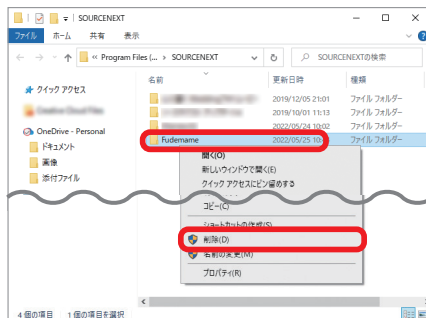 SOURCENEXT
ファイル ホーム 共有 表示
« Program Files (... > SOURCENEXT
SOURCENEXTの検索
名前 更新日時 種類
クイック アクセス
2019/12/05 21:01 ファイル フォルダー
2019/10/01 11:13 ファイル フォルダー
2022/05/24 10:02 ファイル フォルダー
OneDrive - Personal
Fudemame 2022/05/25 10: ファイル フォルダー
ドキュメント
画像
添付ファイル
開く(O)
新しいウィンドウで開く(E)
クイック アクセスにピン留めする
コピー(C)
ショートカットの作成(S)
削除(D)
名前の変更(M)
プロパティ(R)
4 個の項目 1 個の項目を選択